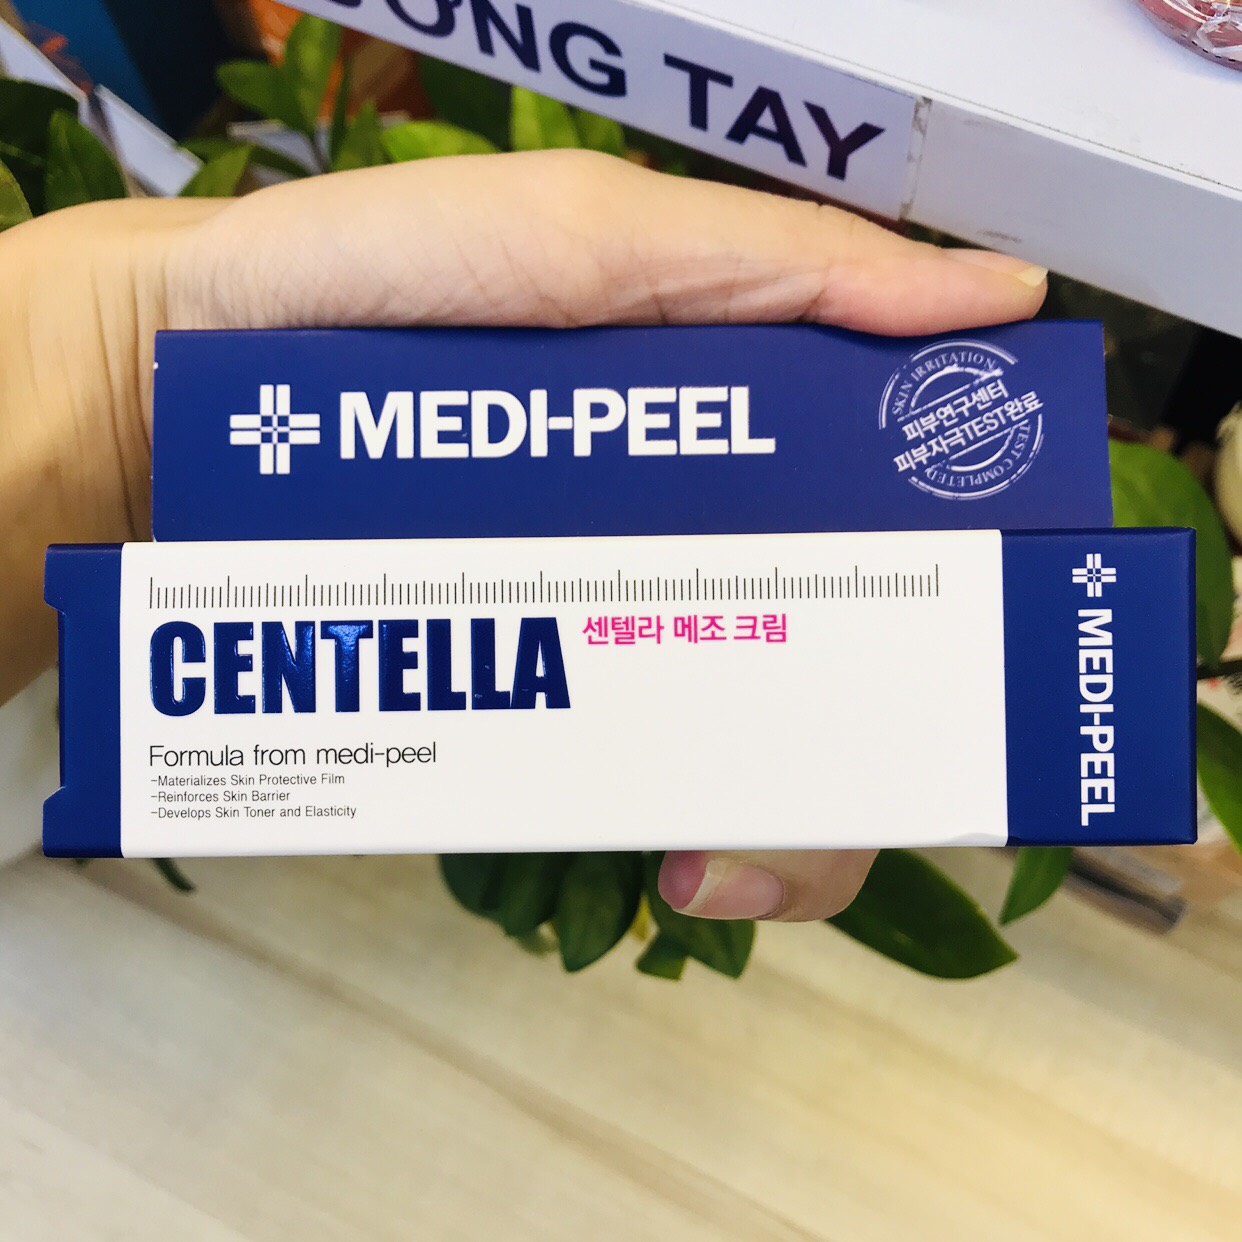 ƯƠNG TAY
MEDI-PEEL
SKIN IRRITATION
피부연구센터
피부자극TEST완료
TEST COMPLETED
CENTELLA
센텔라 메조 크림
Formula from medi-peel
-Materializes Skin Protective Film
-Reinforces Skin Barrier
-Develops Skin Toner and Elasticity
MEDI-PEEL